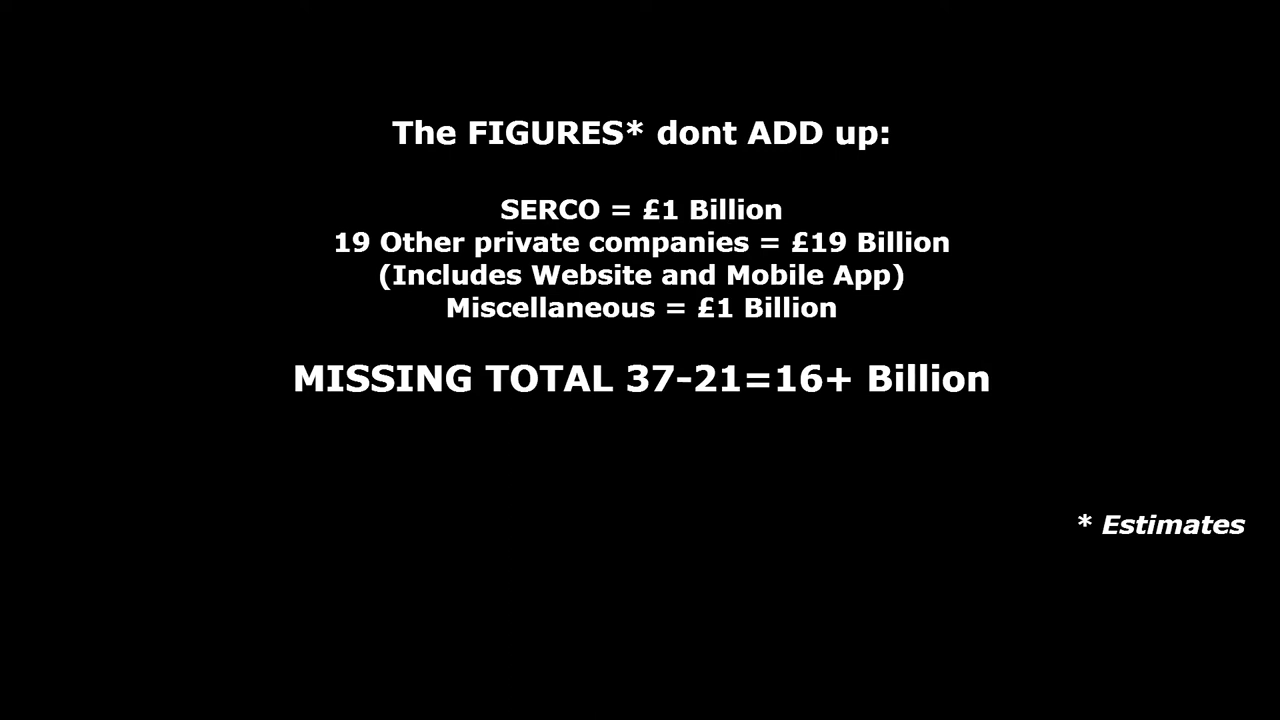 The FIGURES* dont ADD up:
SERCO = £1 Billion
19 Other private companies = £19 Billion
(Includes Website and Mobile App)
Miscellaneous = £1 Billion
MISSING TOTAL 37-21=16+ Billion
* Estimates